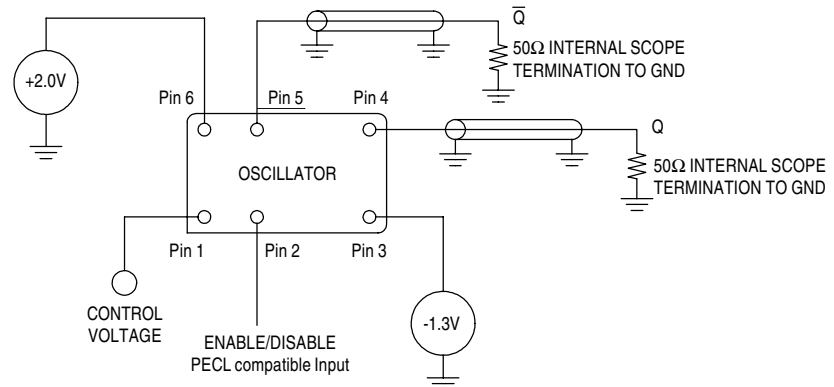 Q̅
50Ω INTERNAL SCOPE
TERMINATION TO GND
+2.0V
Pin 6
Pin 5
Pin 4
Q
OSCILLATOR
50Ω INTERNAL SCOPE
TERMINATION TO GND
Pin 1
Pin 2
Pin 3
CONTROL
VOLTAGE
-1.3V
ENABLE/DISABLE
PECL compatible Input